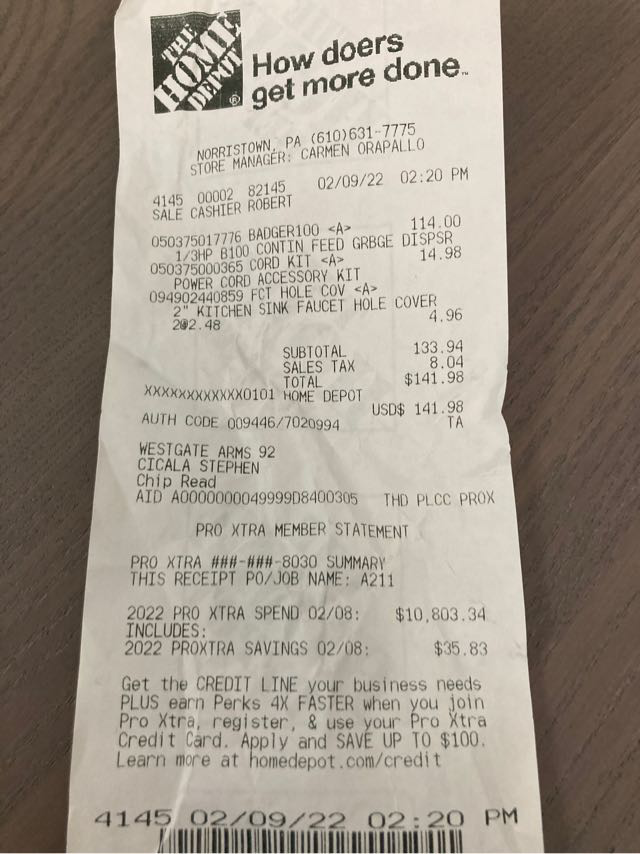 THE
HOME
DEPOT
®
How doers
get more done™
NORRISTOWN, PA (610)631-7775
STORE MANAGER: CARMEN ORAPALLO
4145 00002 82145 02/09/22 02:20 PM
SALE CASHIER ROBERT
050375017776 BADGER100 <A> 114.00
1/3HP B100 CONTIN FEED GRBGE DISPSR
050375000365 CORD KIT <A> 14.98
POWER CORD ACCESSORY KIT
094902440859 FCT HOLE COV <A>
2" KITCHEN SINK FAUCET HOLE COVER
2@2.48 4.96
SUBTOTAL 133.94
SALES TAX 8.04
TOTAL $141.98
XXXXXXXXXXXX0101 HOME DEPOT
USD$ 141.98
AUTH CODE 009446/7020994 TA
WESTGATE ARMS 92
CICALA STEPHEN
Chip Read
AID A0000000049999D8400305 THD PLCC PROX
PRO XTRA MEMBER STATEMENT
PRO XTRA ###-###-8030 SUMMARY
THIS RECEIPT PO/JOB NAME: A211
2022 PRO XTRA SPEND 02/08: $10,803.34
INCLUDES:
2022 PROXTRA SAVINGS 02/08: $35.83
Get the CREDIT LINE your business needs
PLUS earn Perks 4X FASTER when you join
Pro Xtra, register, & use your Pro Xtra
Credit Card. Apply and SAVE UP TO $100.
Learn more at homedepot.com/credit
4145 02/09/22 02:20 PM